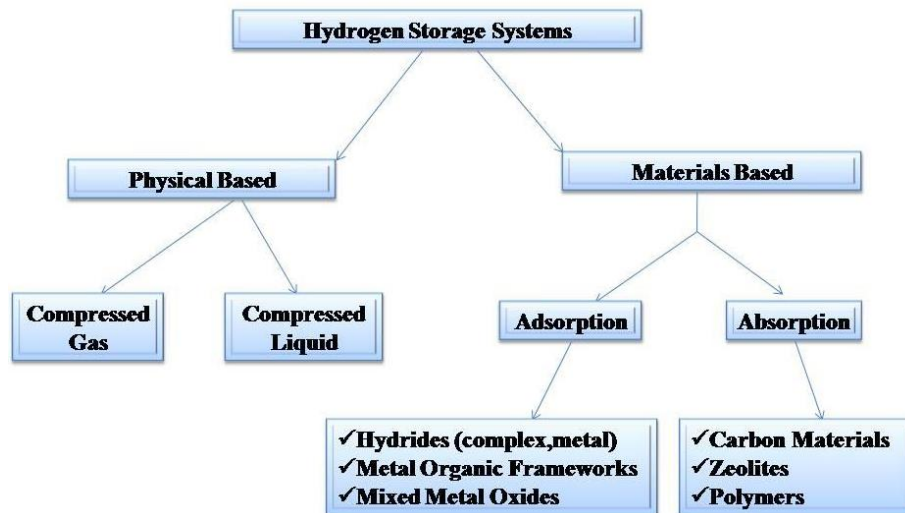 Hydrogen Storage Systems
Physical Based
Materials Based
Compressed
Gas
Compressed
Liquid
Adsorption
Absorption
✓Hydrides (complex,metal)
✓Metal Organic Frameworks
✓Mixed Metal Oxides
✓Carbon Materials
✓Zeolites
✓Polymers